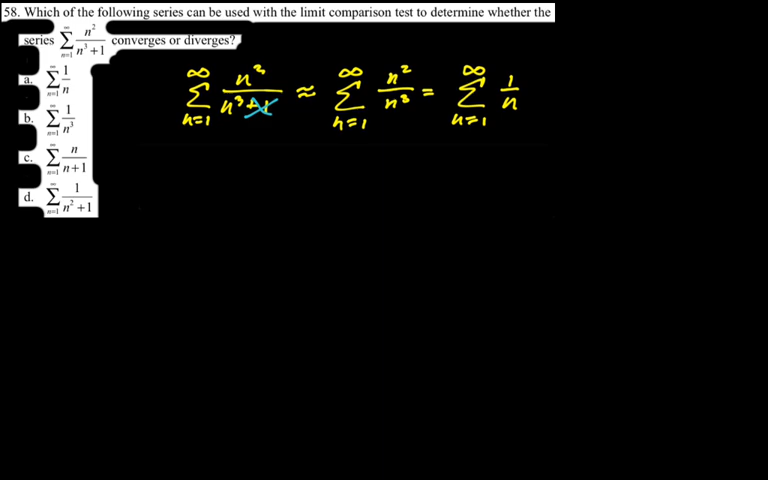 58. Which of the following series can be used with the limit comparison test to determine whether the
series ∑_{n=1}^{∞} n²/(n³+1) converges or diverges?
a. ∑_{n=1}^{∞} 1/n
b. ∑_{n=1}^{∞} 1/n³
c. ∑_{n=1}^{∞} n/(n+1)
d. ∑_{n=1}^{∞} 1/(n²+1)
∑_{n=1}^{∞} n²/(n³+1) ≈ ∑_{n=1}^{∞} n²/n³ = ∑_{n=1}^{∞} 1/n